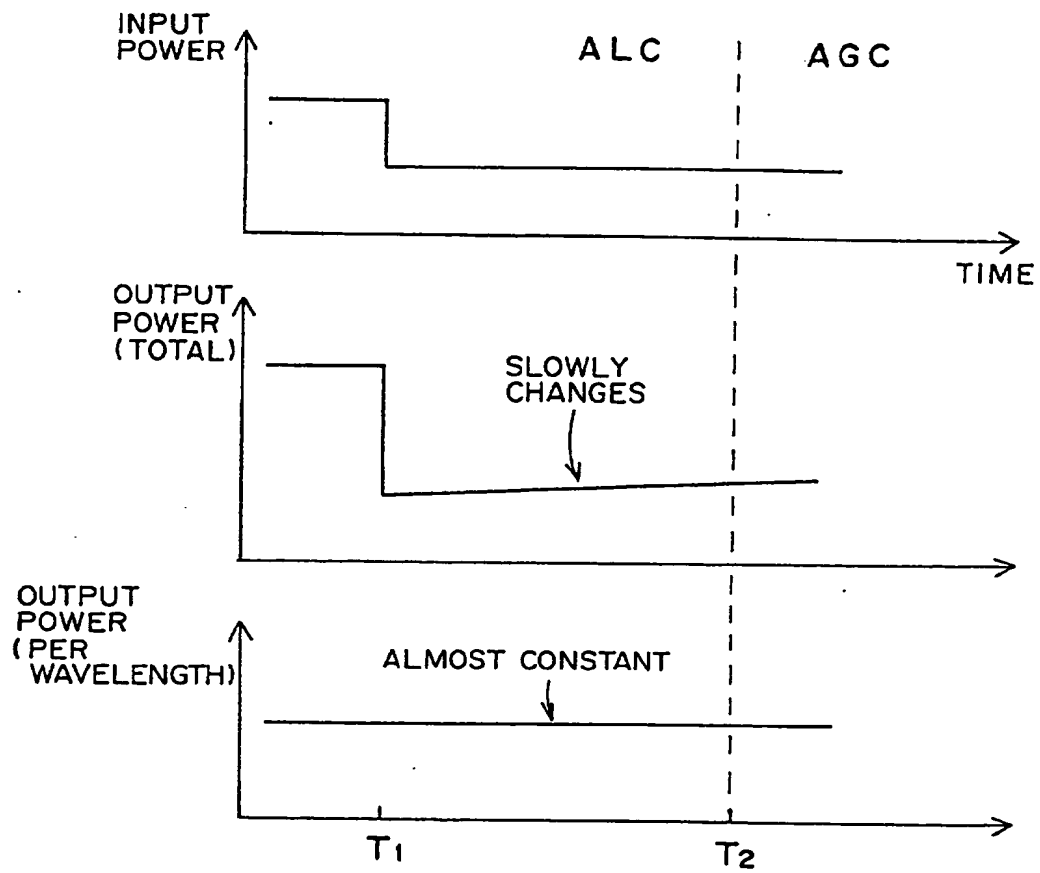 INPUT
POWER
ALC
AGC
TIME
OUTPUT
POWER
(TOTAL)
SLOWLY
CHANGES
OUTPUT
POWER
(PER
WAVELENGTH)
ALMOST CONSTANT
T1
T2